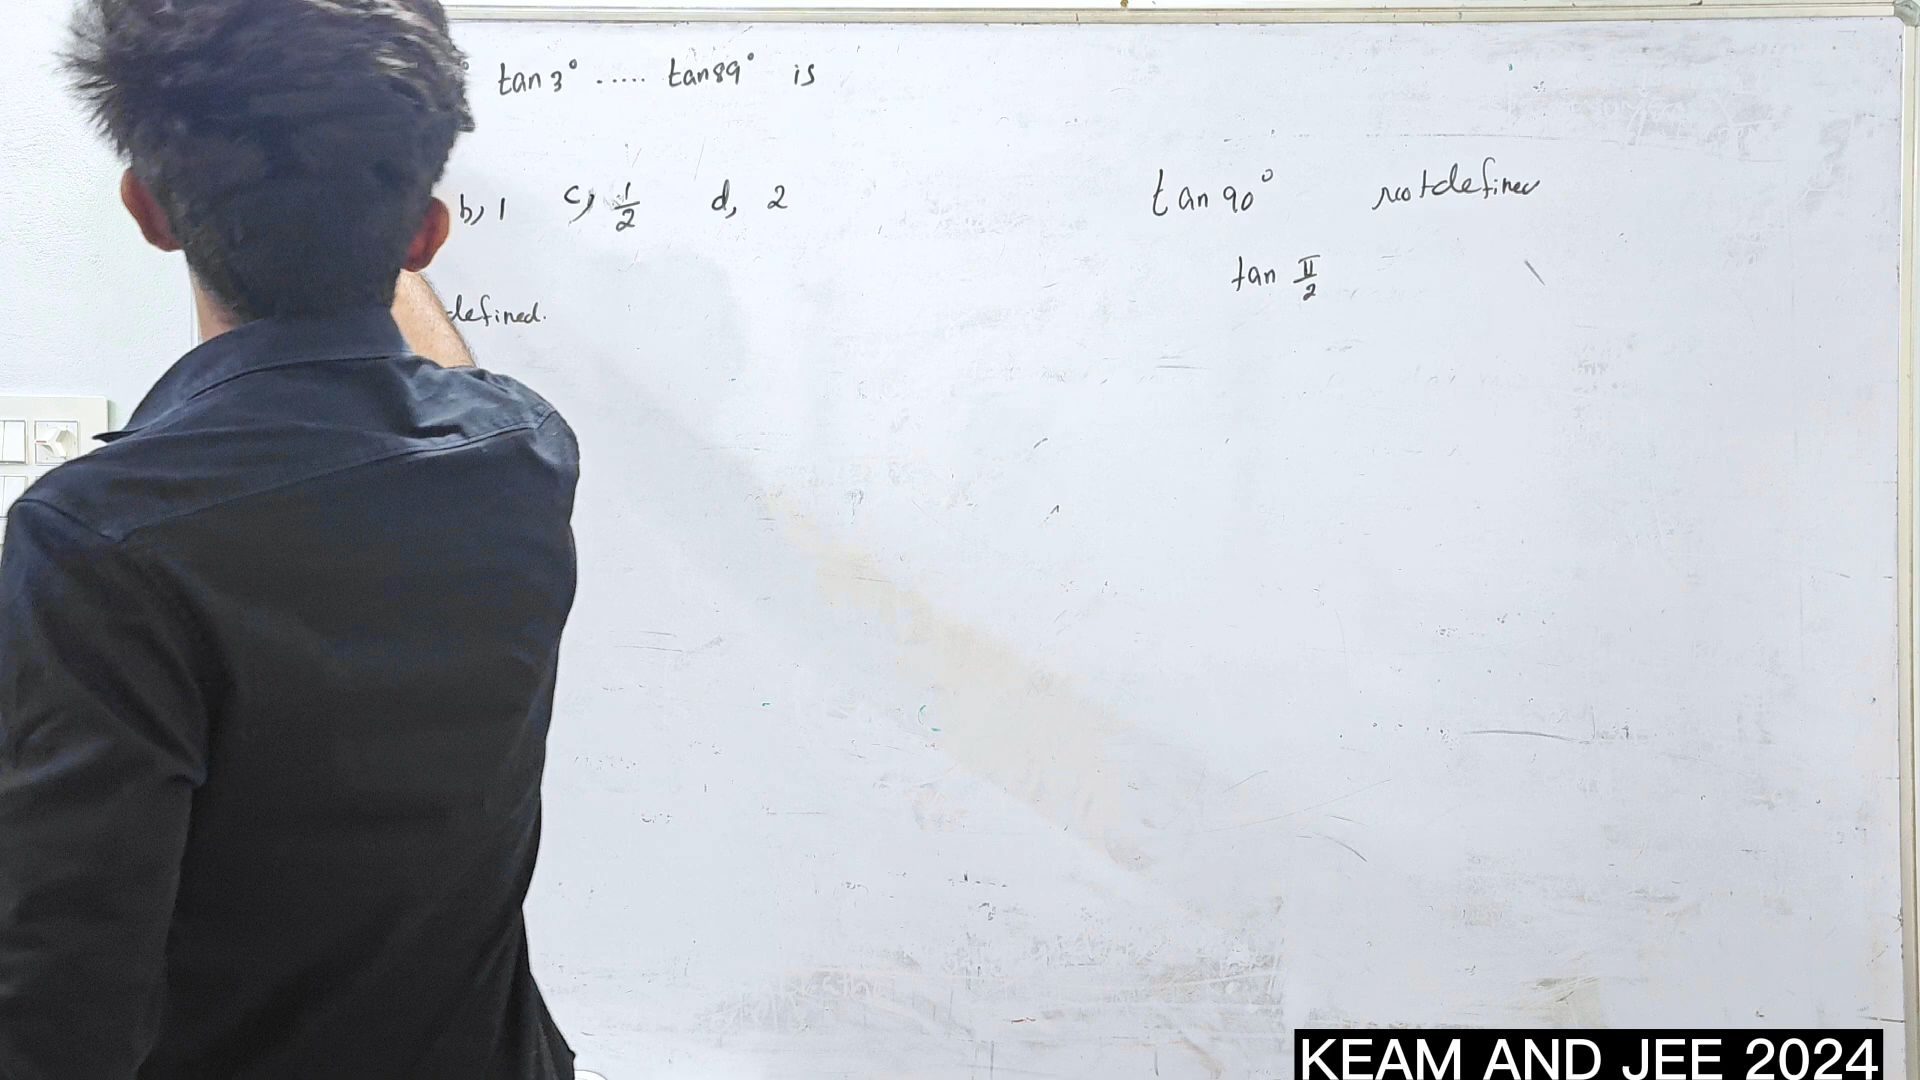 ° tan 3° ..... tan 89° is
b, 1 c, 1/2 d, 2
defined.
tan 90° notdefined
tan π/2
KEAM AND JEE 2024